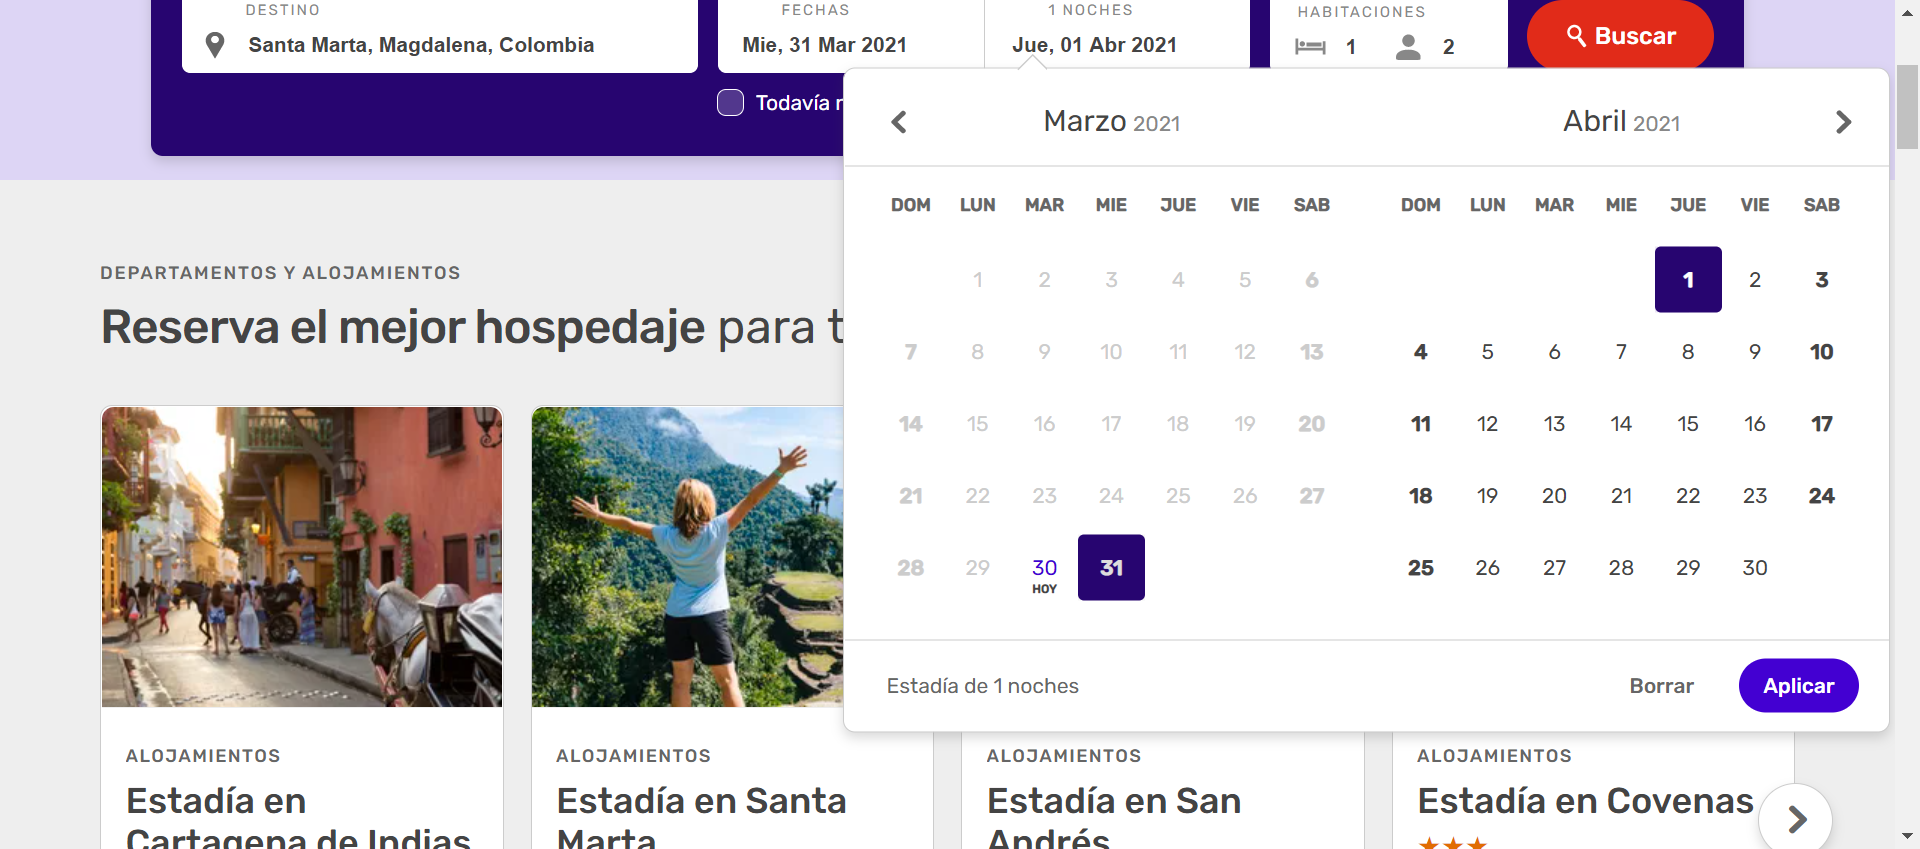 DESTINO
Santa Marta, Magdalena, Colombia
FECHAS
Mie, 31 Mar 2021
1 NOCHES
Jue, 01 Abr 2021
HABITACIONES
1 2
Buscar
Todavía
Marzo 2021
DOM LUN MAR MIE JUE VIE SAB
1 2 3 4 5 6
7 8 9 10 11 12 13
14 15 16 17 18 19 20
21 22 23 24 25 26 27
28 29 30 31
HOY
Abril 2021
DOM LUN MAR MIE JUE VIE SAB
1 2 3
4 5 6 7 8 9 10
11 12 13 14 15 16 17
18 19 20 21 22 23 24
25 26 27 28 29 30
Estadía de 1 noches
Borrar
Aplicar
DEPARTAMENTOS Y ALOJAMIENTOS
Reserva el mejor hospedaje para
ALOJAMIENTOS
Estadía en
Cartagena de Indias
ALOJAMIENTOS
Estadía en Santa
Marta
ALOJAMIENTOS
Estadía en San
Andrés
ALOJAMIENTOS
Estadía en Covenas